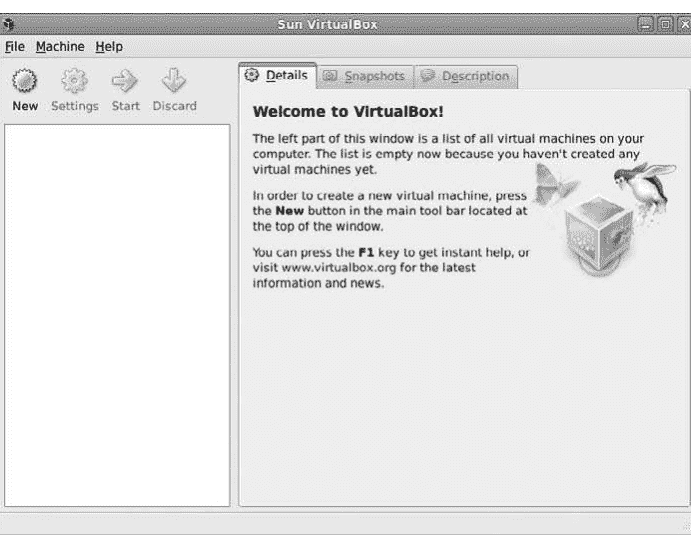 Sun VirtualBox
File Machine Help
New Settings Start Discard
Details Snapshots Description
Welcome to VirtualBox!
The left part of this window is a list of all virtual machines on your
computer. The list is empty now because you haven't created any
virtual machines yet.
In order to create a new virtual machine, press
the New button in the main tool bar located at
the top of the window.
You can press the F1 key to get instant help, or
visit www.virtualbox.org for the latest
information and news.